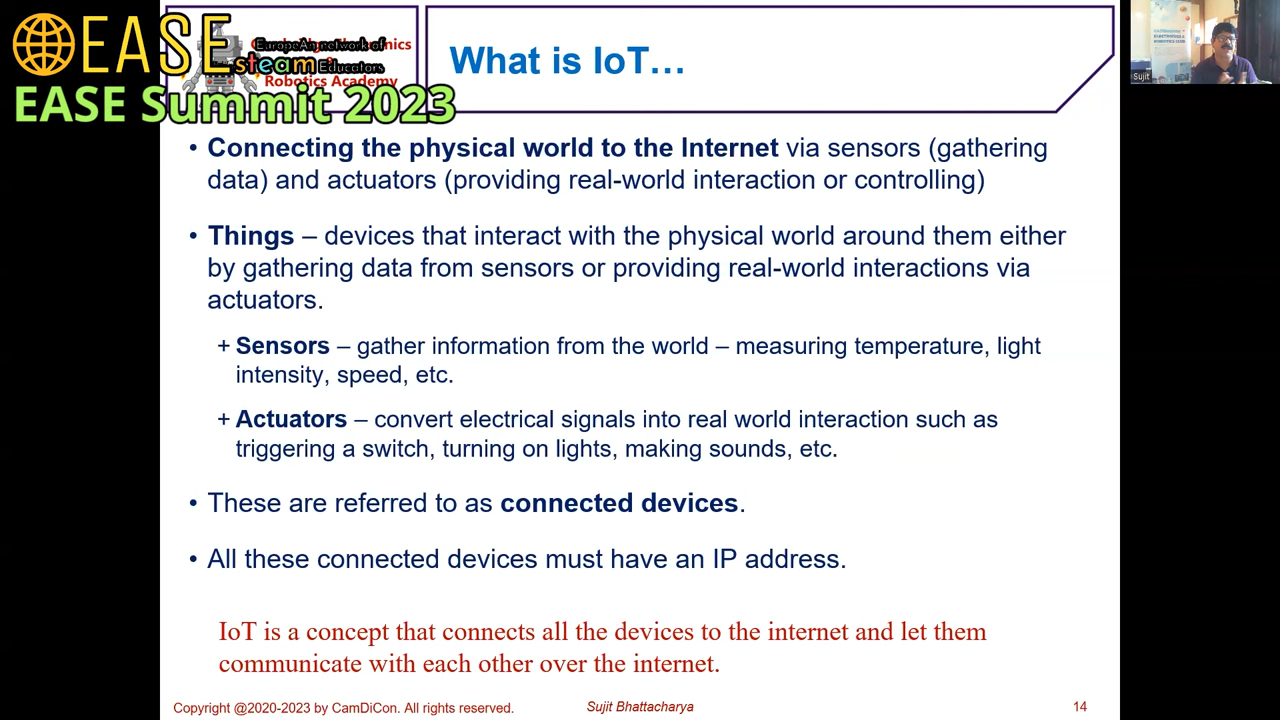 EASE
EuropeAn network of
steam Educators
EASE Summit 2023
Robotics Academy
What is IoT…
Sujit
• Connecting the physical world to the Internet via sensors (gathering
data) and actuators (providing real-world interaction or controlling)
• Things – devices that interact with the physical world around them either
by gathering data from sensors or providing real-world interactions via
actuators.
+ Sensors – gather information from the world – measuring temperature, light
intensity, speed, etc.
+ Actuators – convert electrical signals into real world interaction such as
triggering a switch, turning on lights, making sounds, etc.
• These are referred to as connected devices.
• All these connected devices must have an IP address.
IoT is a concept that connects all the devices to the internet and let them
communicate with each other over the internet.
Copyright @2020-2023 by CamDiCon. All rights reserved.
Sujit Bhattacharya
14